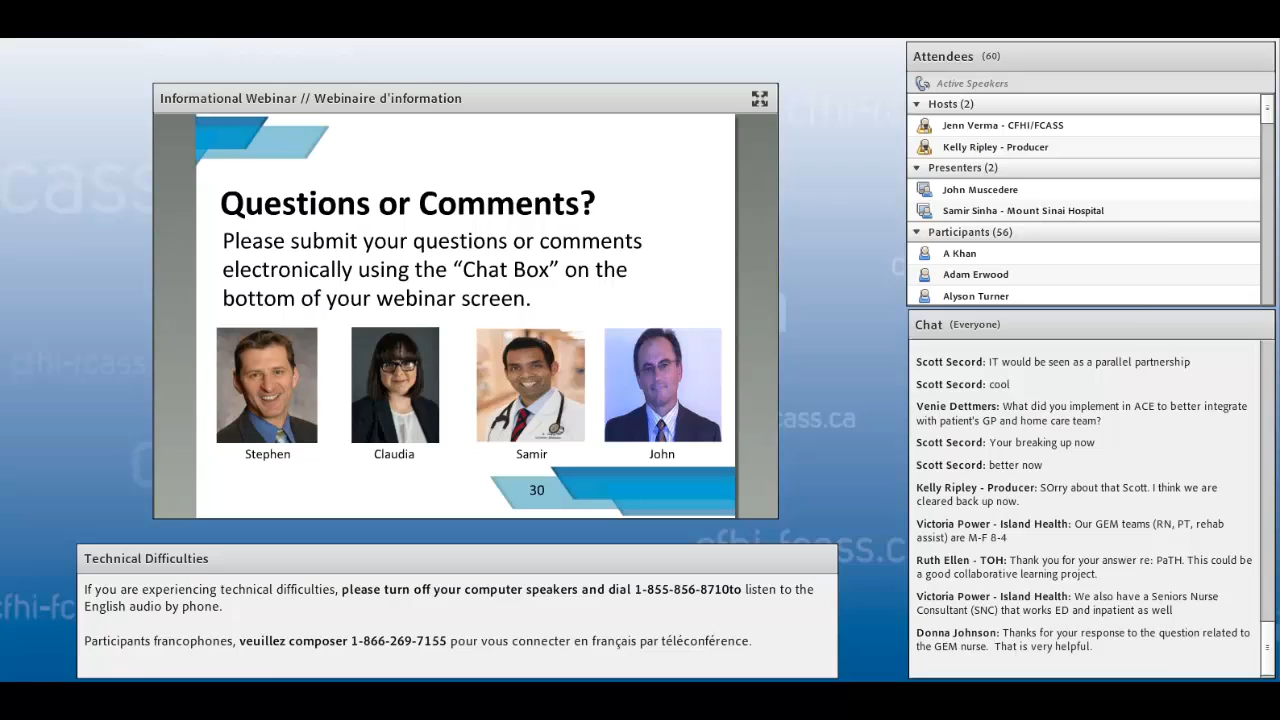 Informational Webinar // Webinaire d'information
Questions or Comments?
Please submit your questions or comments
electronically using the “Chat Box” on the
bottom of your webinar screen.
Stephen
Claudia
Samir
John
30
Technical Difficulties
If you are experiencing technical difficulties, please turn off your computer speakers and dial 1-855-856-8710to listen to the
English audio by phone.
Participants francophones, veuillez composer 1-866-269-7155 pour vous connecter en français par téléconférence.
Attendees (60)
Active Speakers
Hosts (2)
Jenn Verma - CFHI/FCASS
Kelly Ripley - Producer
Presenters (2)
John Muscedere
Samir Sinha - Mount Sinai Hospital
Participants (56)
A Khan
Adam Erwood
Alyson Turner
Chat (Everyone)
Scott Secord: IT would be seen as a parallel partnership
Scott Secord: cool
Venie Dettmers: What did you implement in ACE to better integrate
with patient's GP and home care team?
Scott Secord: Your breaking up now
Scott Secord: better now
Kelly Ripley - Producer: SOrry about that Scott. I think we are
cleared back up now.
Victoria Power - Island Health: Our GEM teams (RN, PT, rehab
assist) are M-F 8-4
Ruth Ellen - TOH: Thank you for your answer re: PaTH. This could be
a good collaborative learning project.
Victoria Power - Island Health: We also have a Seniors Nurse
Consultant (SNC) that works ED and inpatient as well
Donna Johnson: Thanks for your response to the question related to
the GEM nurse.  That is very helpful.